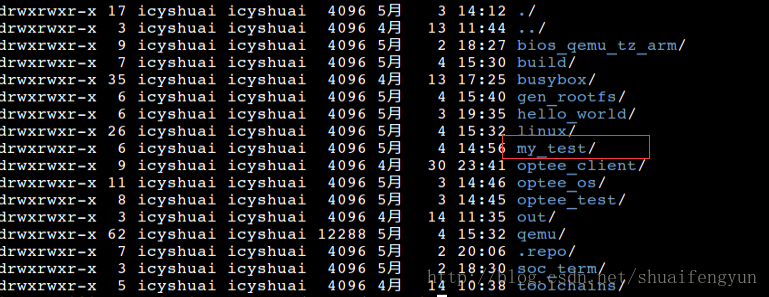 drwxrwxr-x 17 icyshuai icyshuai 4096 5月 3 14:12 ./
drwxrwxr-x 3 icyshuai icyshuai 4096 4月 13 11:44 ../
drwxrwxr-x 9 icyshuai icyshuai 4096 5月 2 18:27 bios_qemu_tz_arm/
drwxrwxr-x 7 icyshuai icyshuai 4096 5月 4 15:30 build/
drwxrwxr-x 35 icyshuai icyshuai 4096 4月 13 17:25 busybox/
drwxrwxr-x 6 icyshuai icyshuai 4096 5月 4 15:40 gen_rootfs/
drwxrwxr-x 6 icyshuai icyshuai 4096 5月 3 19:35 hello_world/
drwxrwxr-x 26 icyshuai icyshuai 4096 5月 4 15:32 linux/
drwxrwxr-x 6 icyshuai icyshuai 4096 5月 4 14:56 my_test/
drwxrwxr-x 9 icyshuai icyshuai 4096 4月 30 23:41 optee_client/
drwxrwxr-x 11 icyshuai icyshuai 4096 5月 3 14:46 optee_os/
drwxrwxr-x 8 icyshuai icyshuai 4096 5月 3 14:45 optee_test/
drwxrwxr-x 3 icyshuai icyshuai 4096 4月 14 11:35 out/
drwxrwxr-x 62 icyshuai icyshuai 12288 5月 4 15:32 qemu/
drwxrwxr-x 7 icyshuai icyshuai 4096 5月 2 20:06 .repo/
drwxrwxr-x 3 icyshuai icyshuai 4096 5月 2 18:30 soc_term/
drwxrwxr-x 5 icyshuai icyshuai 4096 4月 14 10:38 toolchains/
http://blog.csdn.net/shuaifengyun